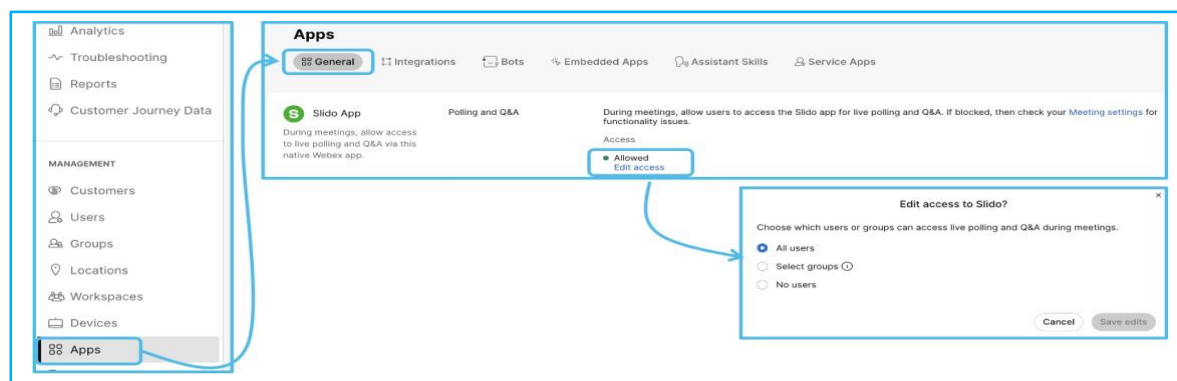 Analytics
Troubleshooting
Reports
Customer Journey Data
MANAGEMENT
Customers
Users
Groups
Locations
Workspaces
Devices
Apps
Apps
General
Integrations
Bots
Embedded Apps
Assistant Skills
Service Apps
S
Slido App
During meetings, allow access
to live polling and Q&A via this
native Webex app.
Polling and Q&A
During meetings, allow users to access the Slido app for live polling and Q&A. If blocked, then check your Meeting settings for
functionality issues.
Access
Allowed
Edit access
Edit access to Slido?
Choose which users or groups can access live polling and Q&A during meetings.
All users
Select groups
No users
Cancel
Save edits